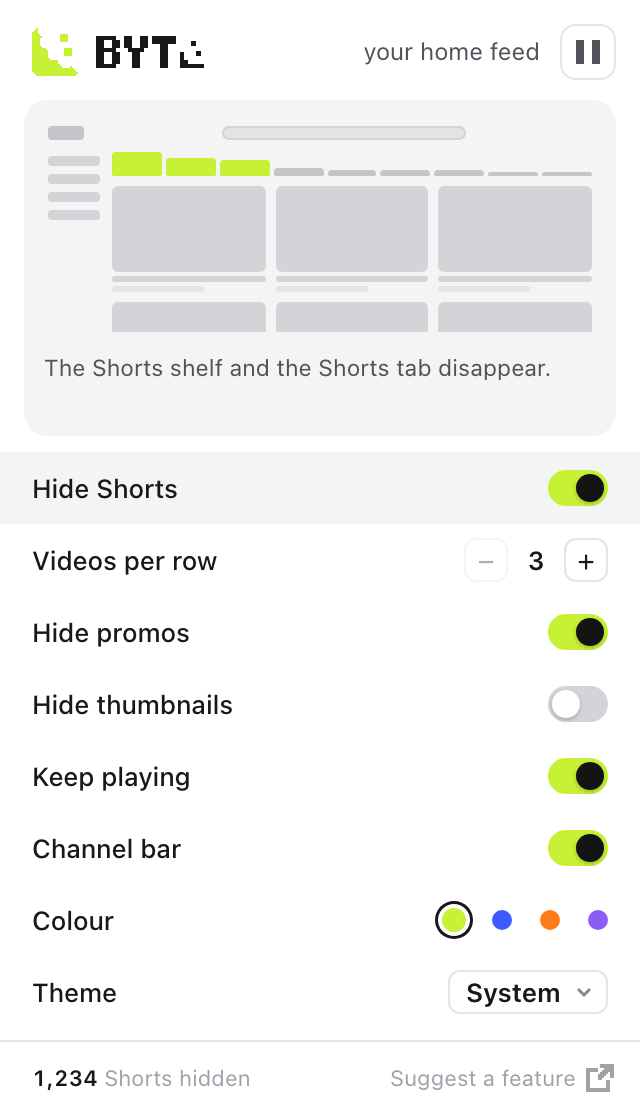 BYTe
your home feed
The Shorts shelf and the Shorts tab disappear.
Hide Shorts
Videos per row
− 3 +
Hide promos
Hide thumbnails
Keep playing
Channel bar
Colour
Theme
System
1,234 Shorts hidden
Suggest a feature